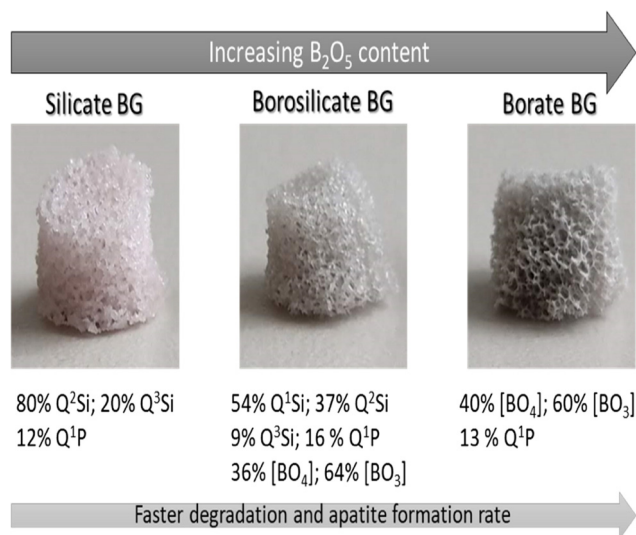 Increasing B₂O₅ content
Silicate BG
Borosilicate BG
Borate BG
80% Q²Si; 20% Q³Si
12% Q¹P
54% Q¹Si; 37% Q²Si
9% Q³Si; 16 % Q¹P
36% [BO₄]; 64% [BO₃]
40% [BO₄]; 60% [BO₃]
13 % Q¹P
Faster degradation and apatite formation rate